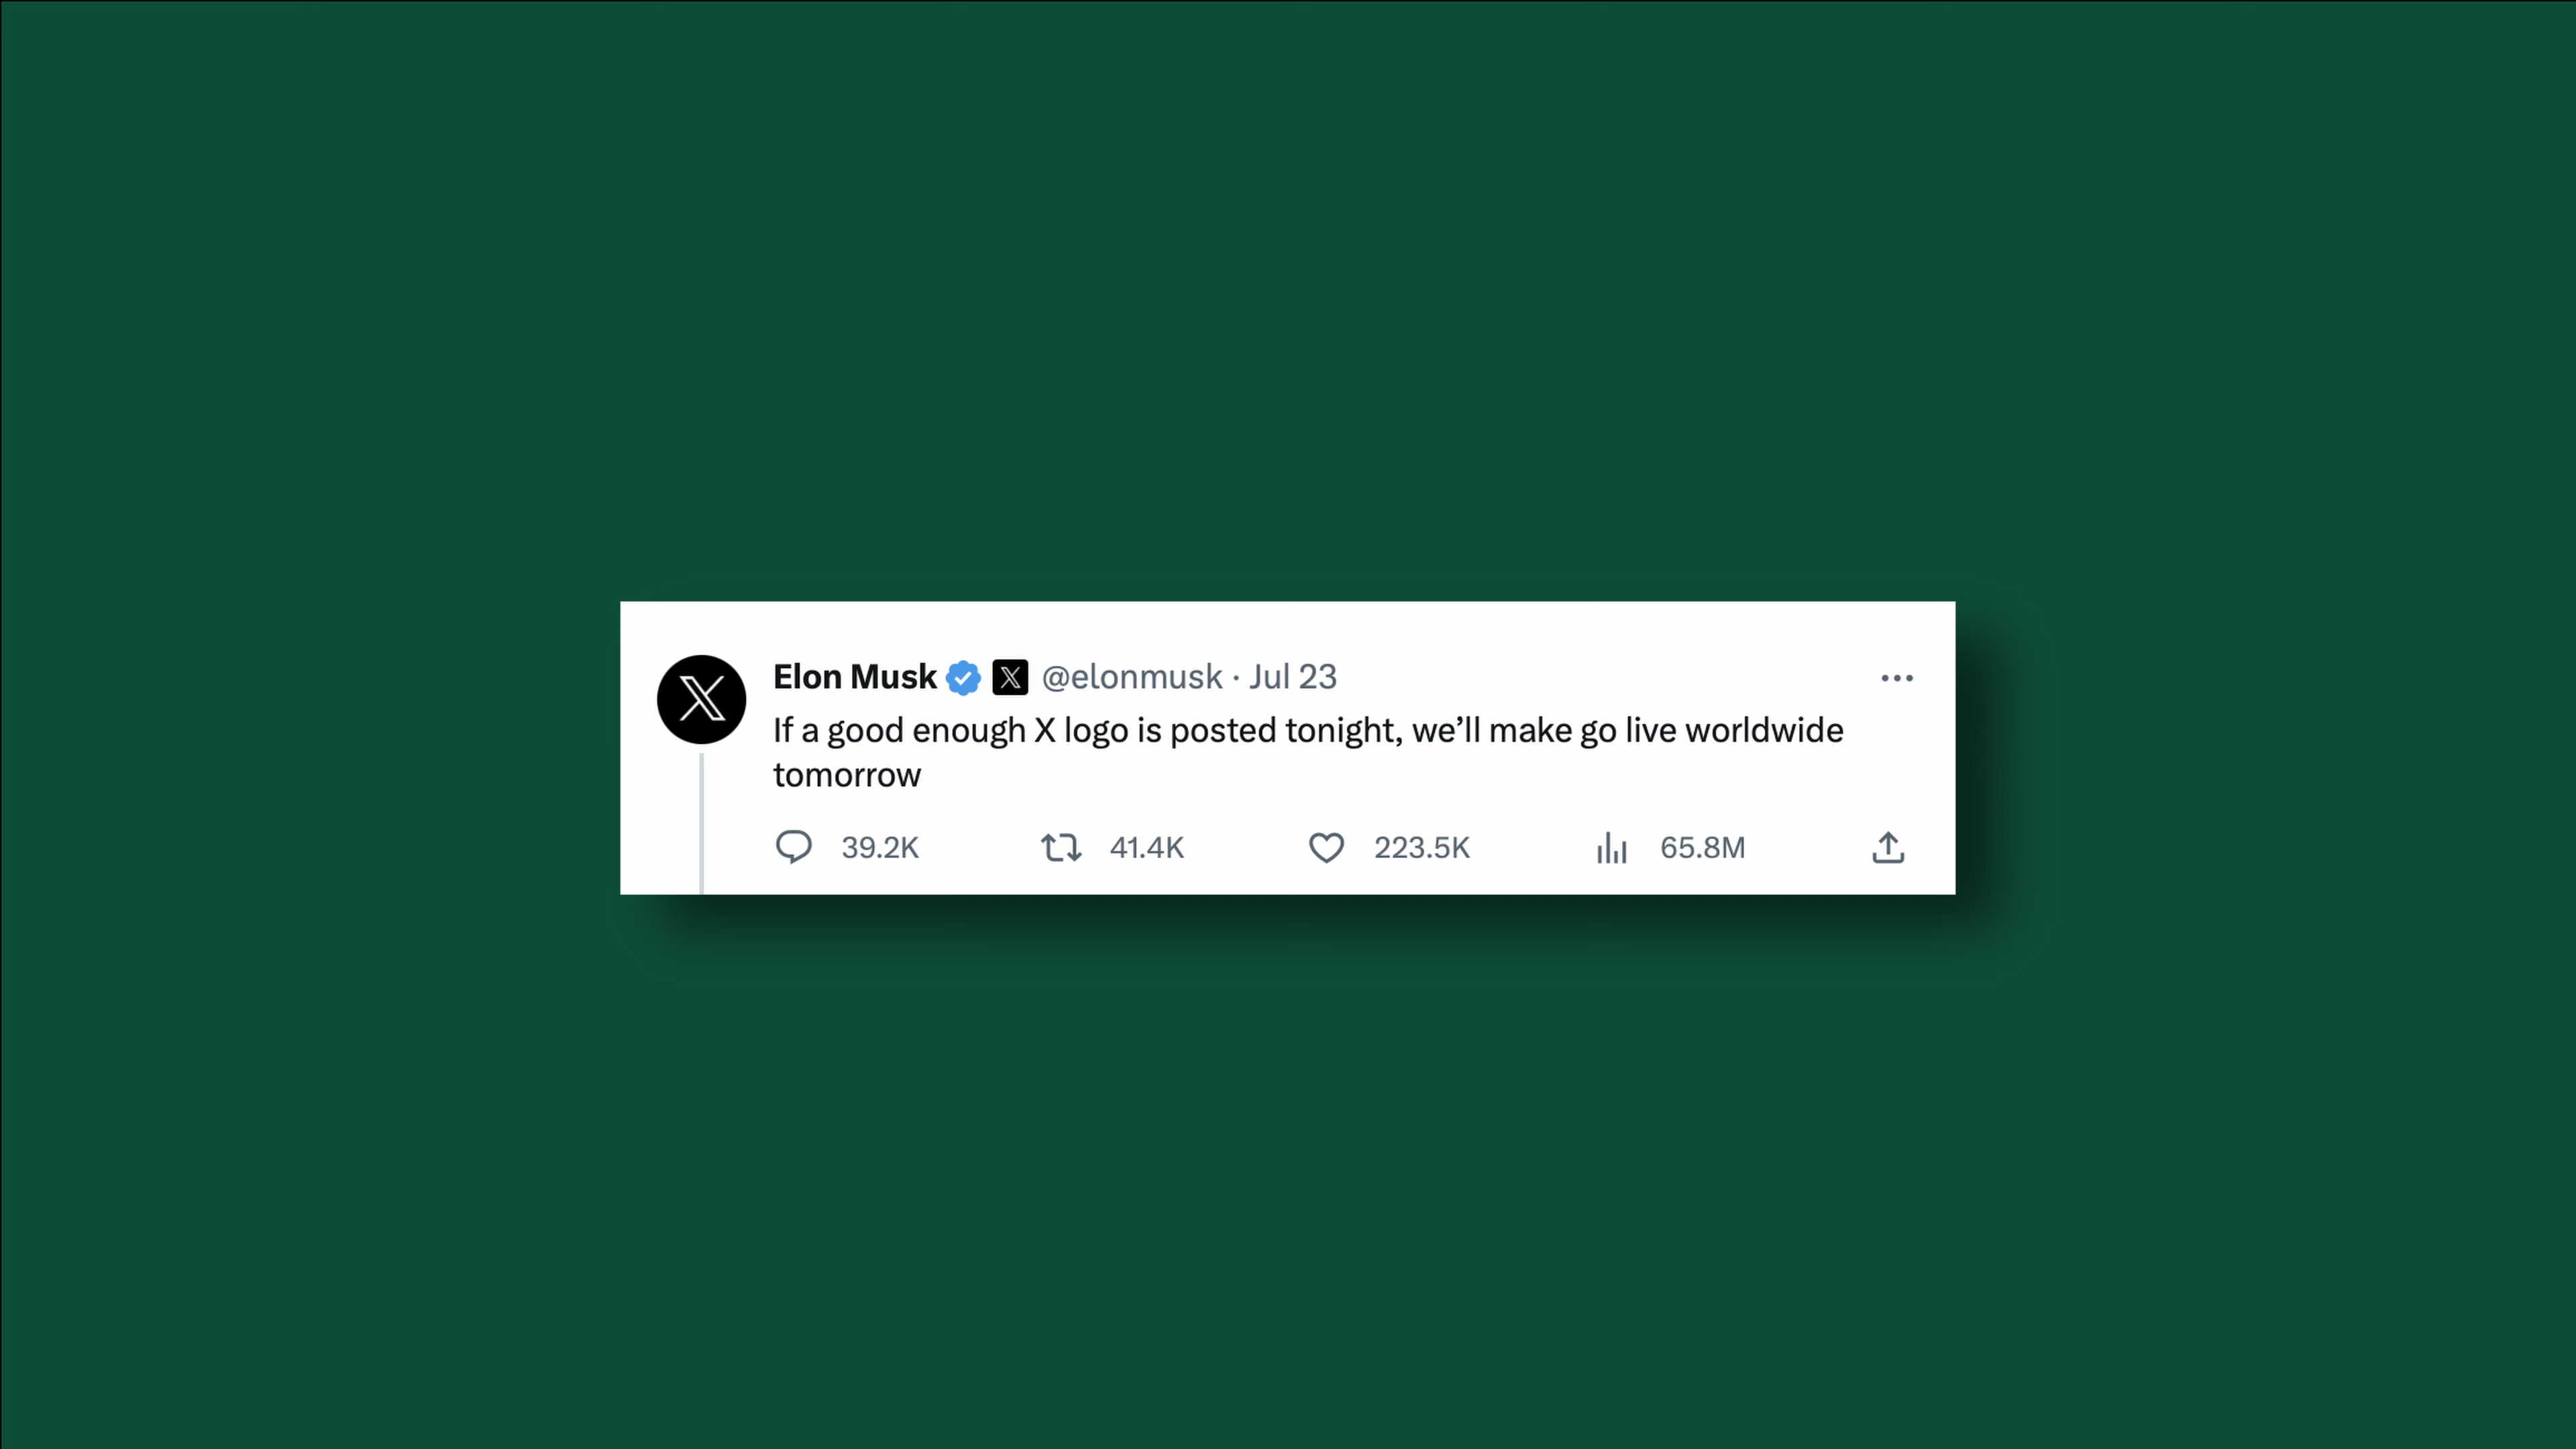 Elon Musk @elonmusk · Jul 23
If a good enough X logo is posted tonight, we’ll make go live worldwide
tomorrow
39.2K 41.4K 223.5K 65.8M